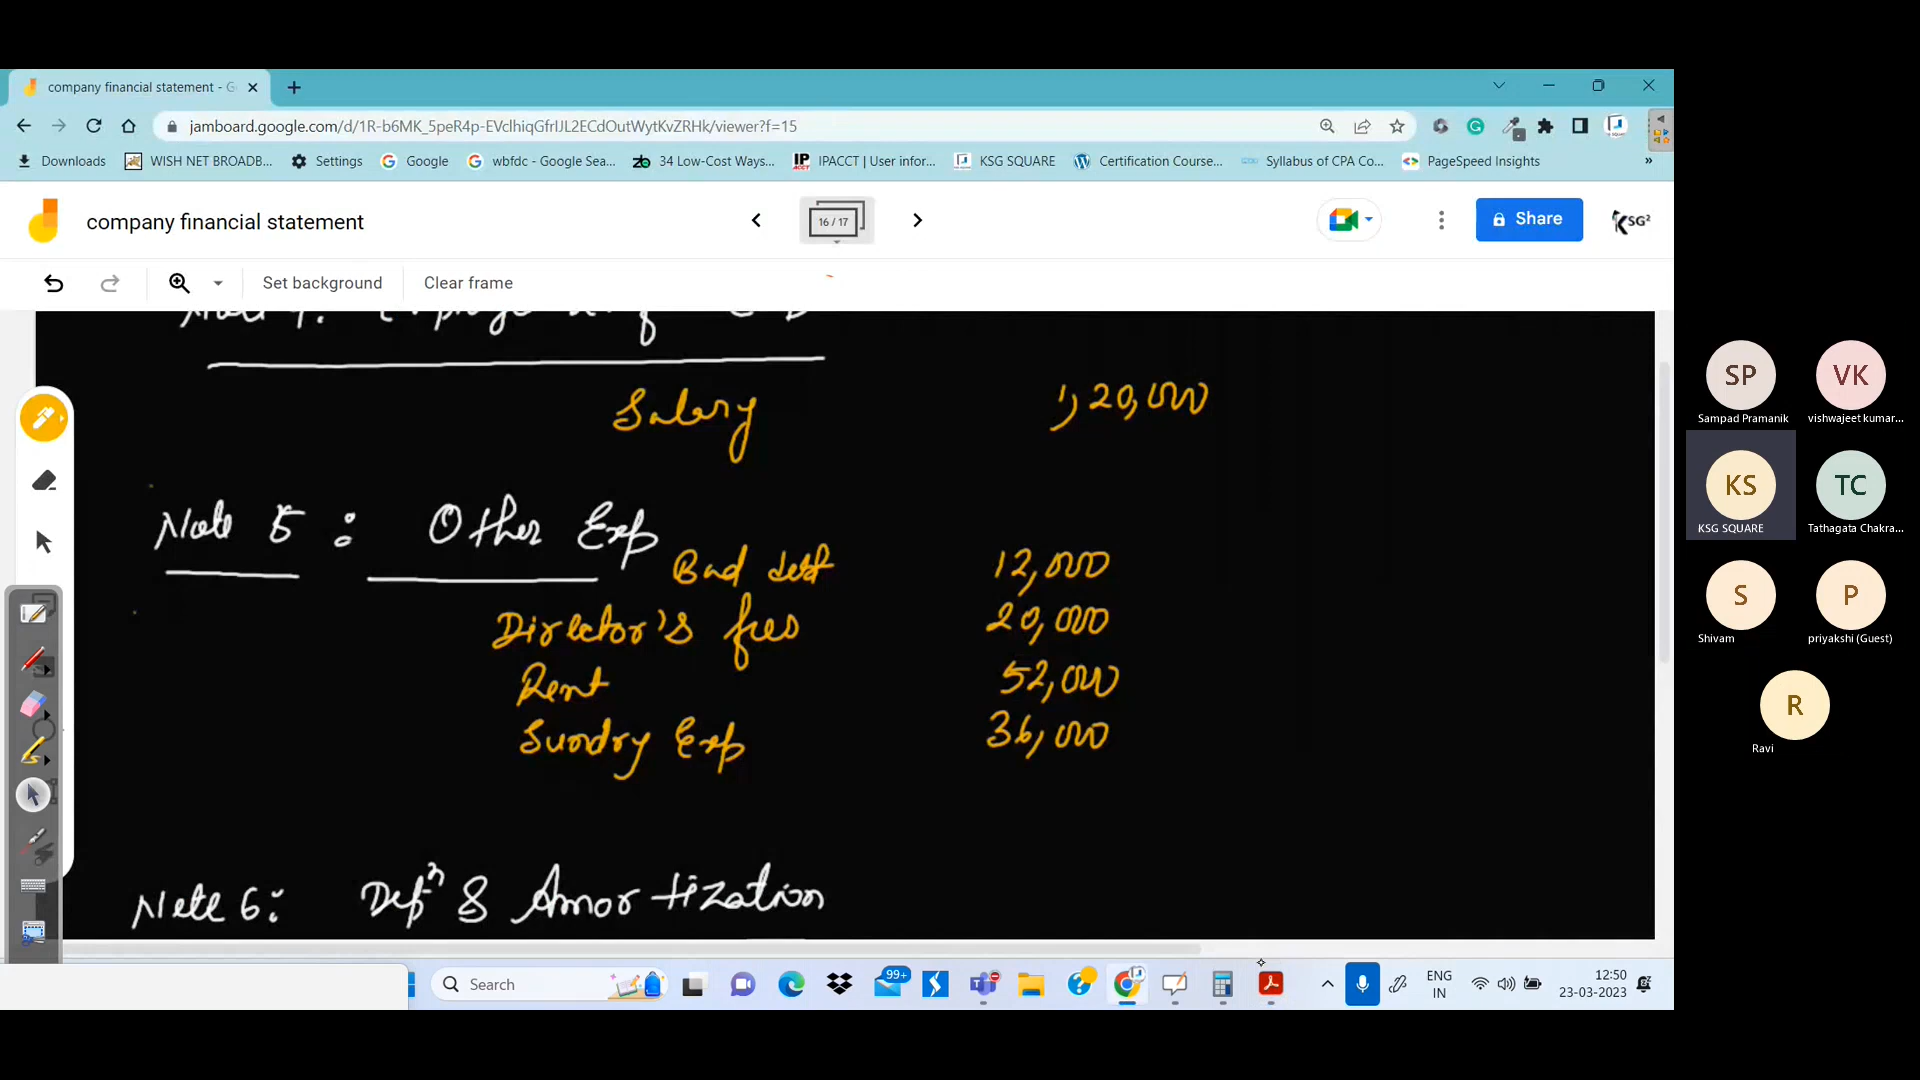 company financial statement - G
jamboard.google.com/d/1R-b6MK_5peR4p-EVclhiqGfrIJL2ECdOutWytKvZRHk/viewer?f=15
Downloads WISH NET BROADB... Settings Google wbfdc - Google Sea... 34 Low-Cost Ways... IPACCT | User infor... KSG SQUARE Certification Course... Syllabus of CPA Co... PageSpeed Insights »
company financial statement
16 / 17
Share
KSG²
Set background Clear frame
Salary 1,20,000
Note 5 : Other Exp
Bad debt 12,000
Director's fees 20,000
Rent 52,000
Sundry Exp 36,000
Note 6: Depn & Amortization
SP
Sampad Pramanik
VK
vishwajeet kumar...
KS
KSG SQUARE
TC
Tathagata Chakra...
S
Shivam
P
priyakshi (Guest)
R
Ravi
Search
99+
ENG
IN
12:50
23-03-2023